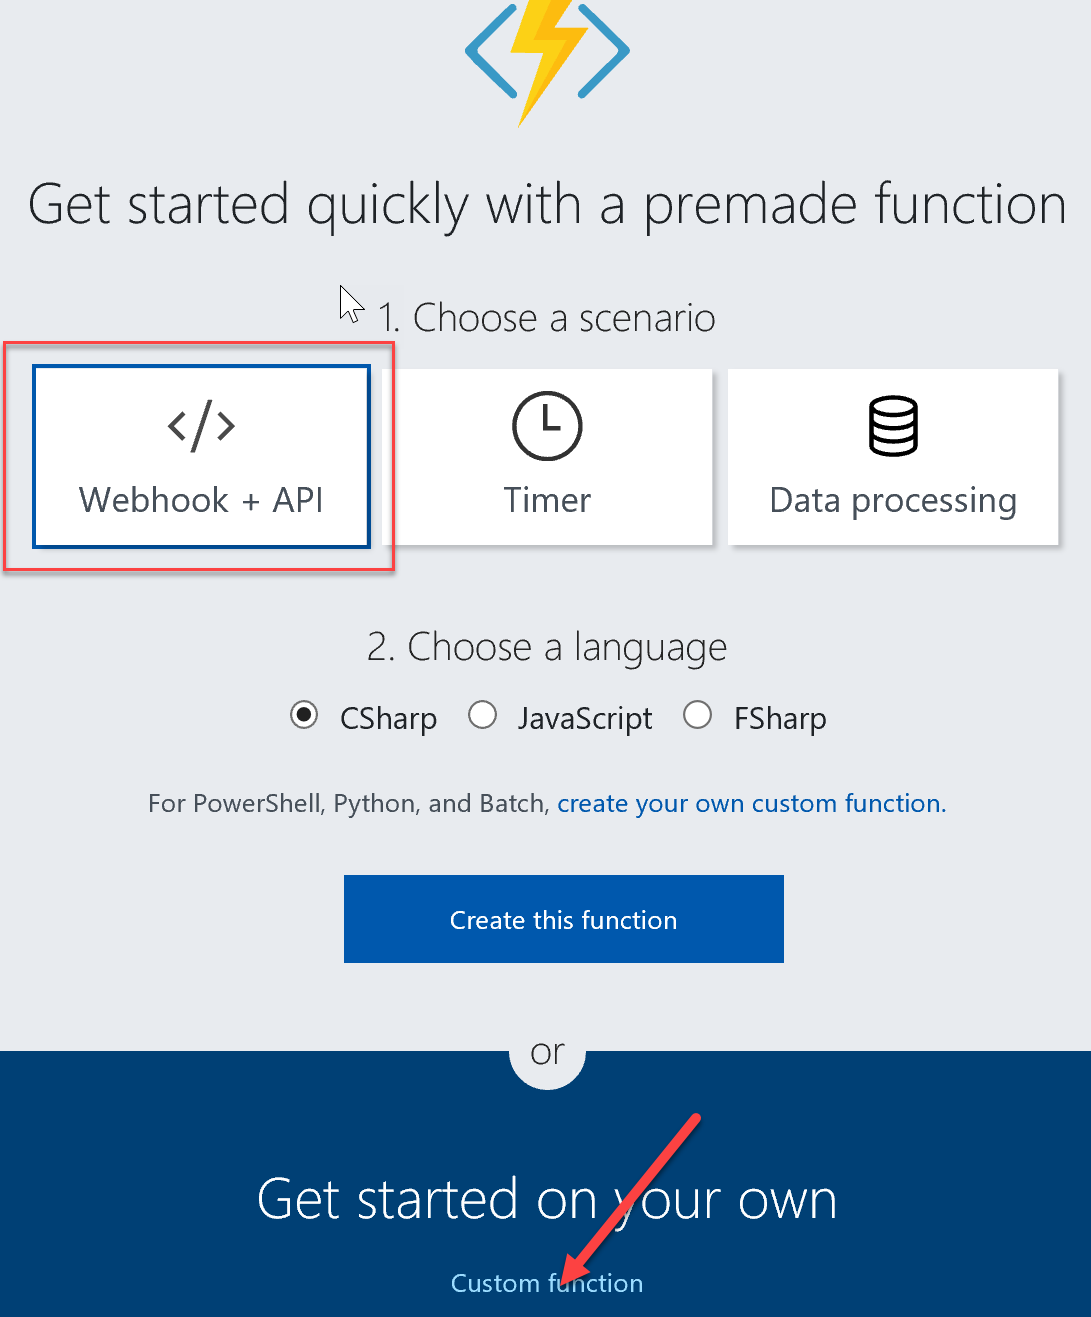 Get started quickly with a premade function
1. Choose a scenario
Webhook + API
Timer
Data processing
2. Choose a language
CSharp JavaScript FSharp
For PowerShell, Python, and Batch, create your own custom function.
Create this function
or
Get started on your own
Custom function